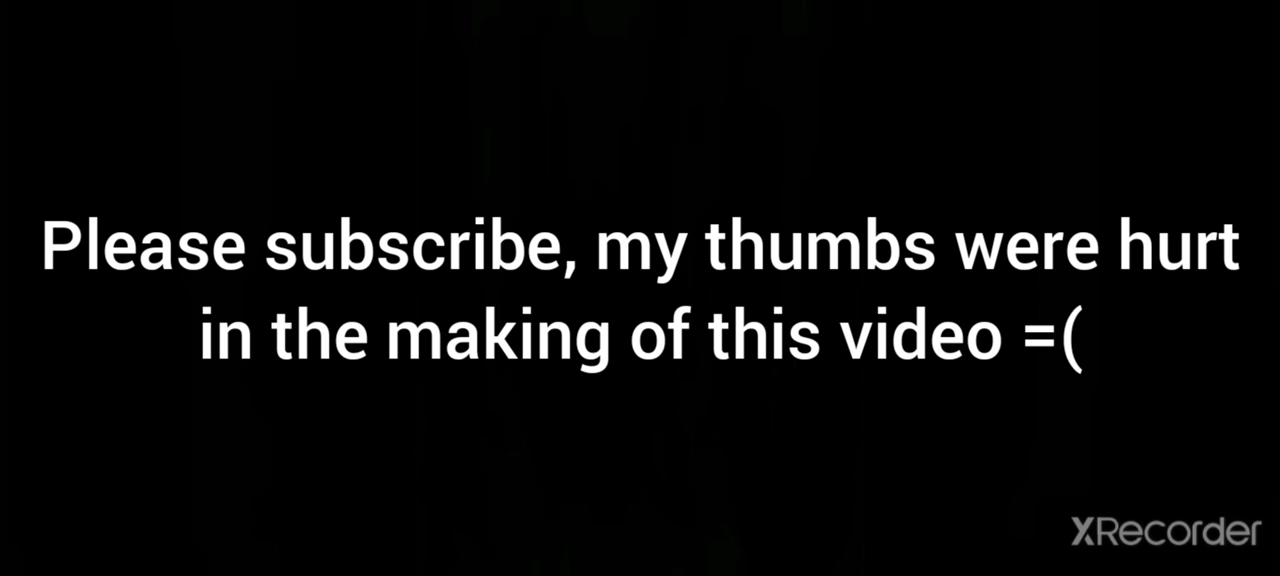 Please subscribe, my thumbs were hurt
in the making of this video =(
XRecorder